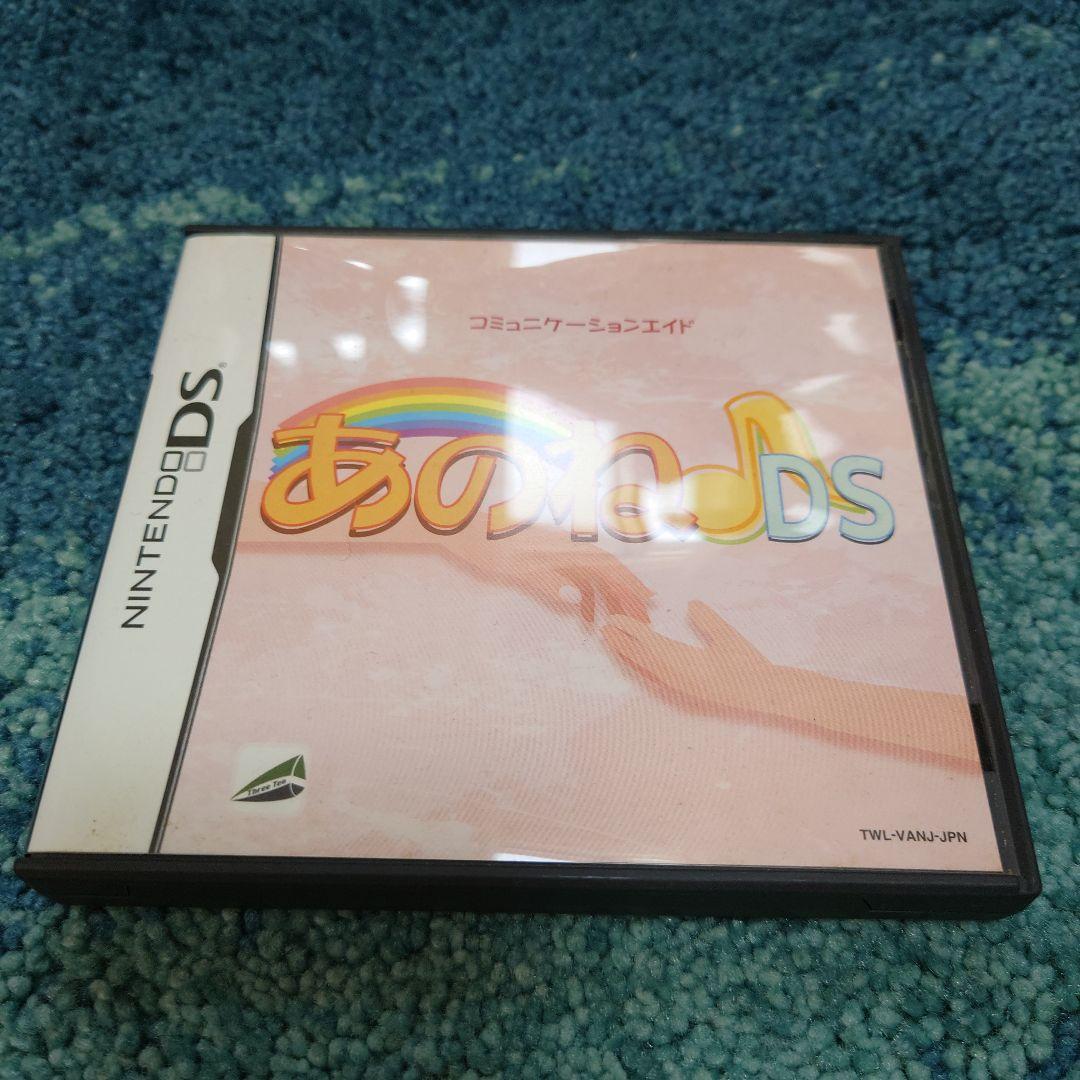 コミュニケーションエイド
あのね♪DS
NINTENDO DS®
Three Ten
TWL-VANJ-JPN